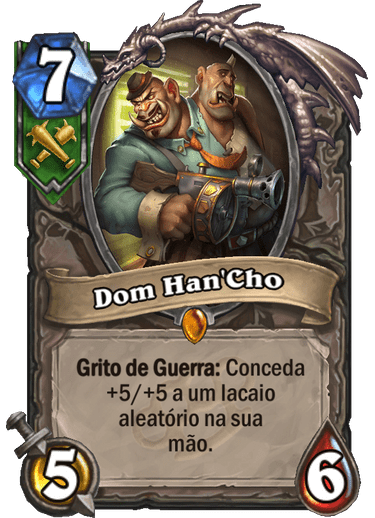 7
Dom Han'Cho
Grito de Guerra: Conceda
+5/+5 a um lacaio
aleatório na sua
mão.
5
6